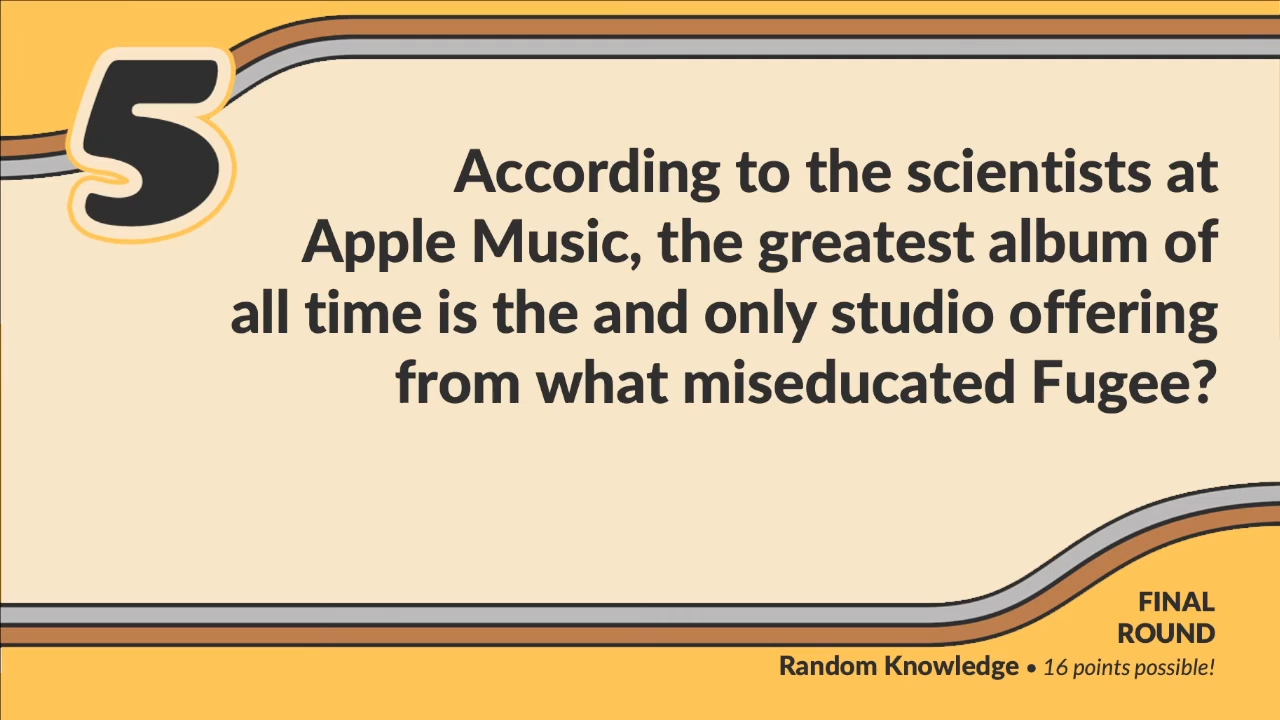 5
According to the scientists at
Apple Music, the greatest album of
all time is the and only studio offering
from what miseducated Fugee?
FINAL
ROUND
Random Knowledge • 16 points possible!